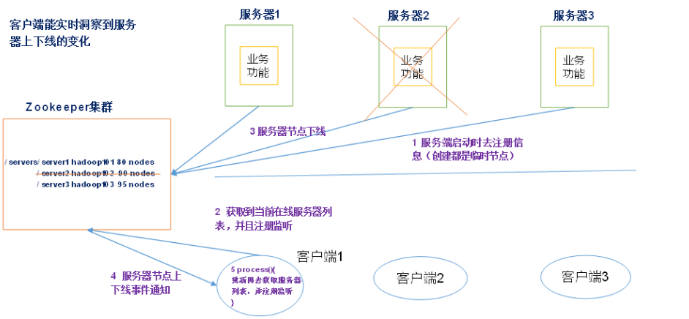 客户端能实时洞察到服务
器上下线的变化
服务器1
服务器2
服务器3
业务
功能
业务
功能
业务
功能
Zookeeper集群
3 服务器节点下线
1 服务端启动时去注册信
息（创建都是临时节点）
/servers/server1 hadoop101 80 nodes
/server2 hadoop102 90 nodes
/server3 hadoop103 95 nodes
2 获取到当前在线服务器列
表，并且注册监听
客户端1
4 服务器节点上
下线事件通知
5 process(){
重新再去获取服务器
列表，并注册监听
}
客户端2
客户端3